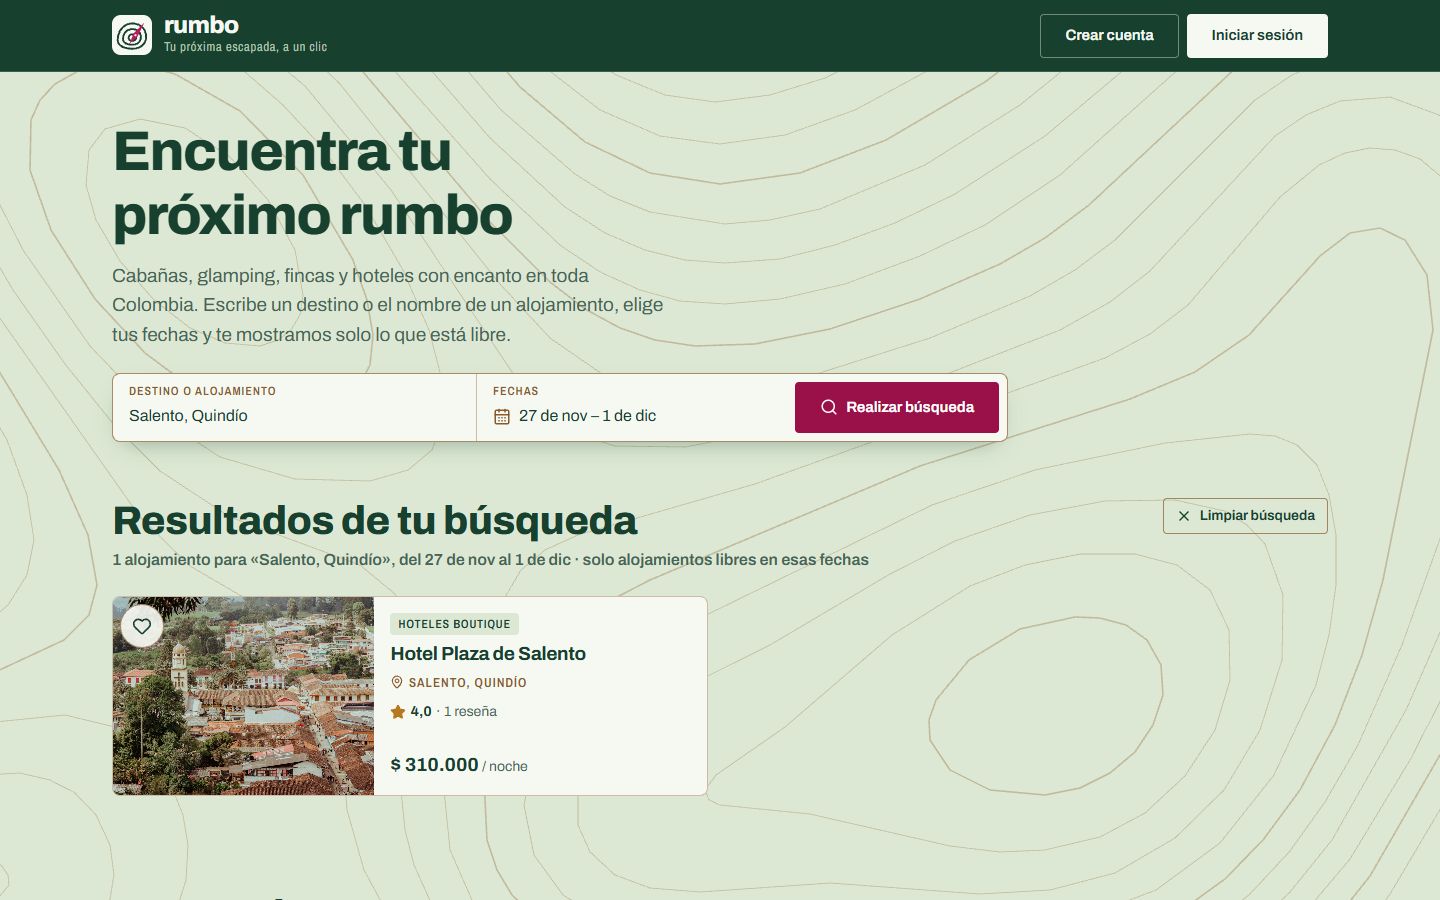 rumbo
Tu próxima escapada, a un clic
Crear cuenta
Iniciar sesión
Encuentra tu
próximo rumbo
Cabañas, glamping, fincas y hoteles con encanto en toda
Colombia. Escribe un destino o el nombre de un alojamiento, elige
tus fechas y te mostramos solo lo que está libre.
DESTINO O ALOJAMIENTO
Salento, Quindío
FECHAS
27 de nov – 1 de dic
Realizar búsqueda
Resultados de tu búsqueda
Limpiar búsqueda
1 alojamiento para «Salento, Quindío», del 27 de nov al 1 de dic · solo alojamientos libres en esas fechas
HOTELES BOUTIQUE
Hotel Plaza de Salento
SALENTO, QUINDÍO
4,0 · 1 reseña
$ 310.000 / noche